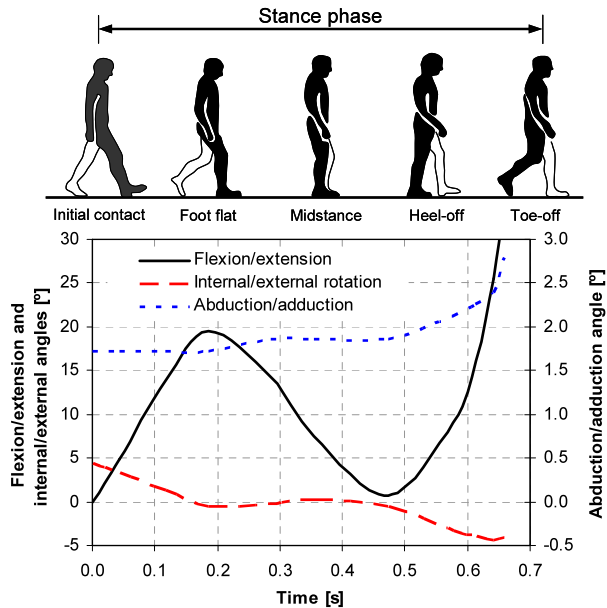 Stance phase
Initial contact
Foot flat
Midstance
Heel-off
Toe-off
Flexion/extension and
internal/external angles [º]
30
25
20
15
10
5
0
-5
Flexion/extension
Internal/external rotation
Abduction/adduction
3.0
2.5
2.0
1.5
1.0
0.5
0.0
-0.5
Abduction/adduction angle [º]
0.0
0.1
0.2
0.3
0.4
0.5
0.6
0.7
Time [s]